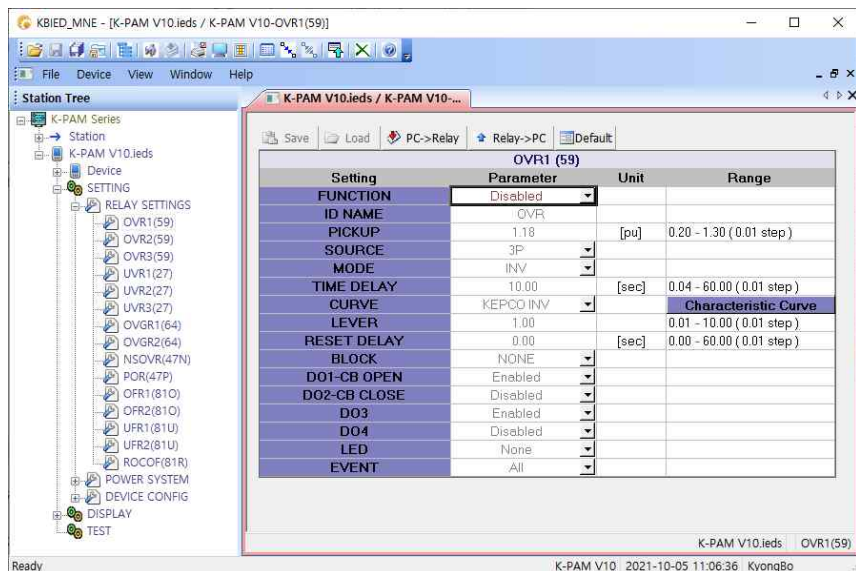 KBIED_MNE - [K-PAM V10.ieds / K-PAM V10-OVR1(59)]
File Device View Window Help
Station Tree
K-PAM Series
Station
K-PAM V10.ieds
Device
SETTING
RELAY SETTINGS
OVR1(59)
OVR2(59)
OVR3(59)
UVR1(27)
UVR2(27)
UVR3(27)
OVGR1(64)
OVGR2(64)
NSOVR(47N)
POR(47P)
OFR1(81O)
OFR2(81O)
UFR1(81U)
UFR2(81U)
ROCOF(81R)
POWER SYSTEM
DEVICE CONFIG
DISPLAY
TEST
K-PAM V10.ieds / K-PAM V10-...
Save Load PC->Relay Relay->PC Default
OVR1 (59)
Setting Parameter Unit Range
FUNCTION Disabled
ID NAME OVR
PICKUP 1.18 [pu] 0.20 - 1.30 ( 0.01 step )
SOURCE 3P
MODE INV
TIME DELAY 10.00 [sec] 0.04 - 60.00 ( 0.01 step )
CURVE KEPCO INV Characteristic Curve
LEVER 1.00 0.01 - 10.00 ( 0.01 step )
RESET DELAY 0.00 [sec] 0.00 - 60.00 ( 0.01 step )
BLOCK NONE
DO1-CB OPEN Enabled
DO2-CB CLOSE Disabled
DO3 Enabled
DO4 Disabled
LED None
EVENT All
K-PAM V10.ieds OVR1(59)
Ready K-PAM V10 2021-10-05 11:06:36 KyongBo